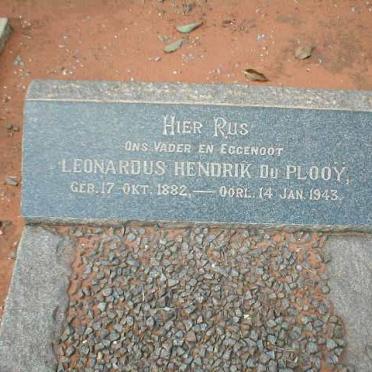 HIER RUS
ONS VADER EN EGGENOOT
LEONARDUS HENDRIK DU PLOOY,
GEB. 17 OKT. 1882, — OORL. 14 JAN. 1943.